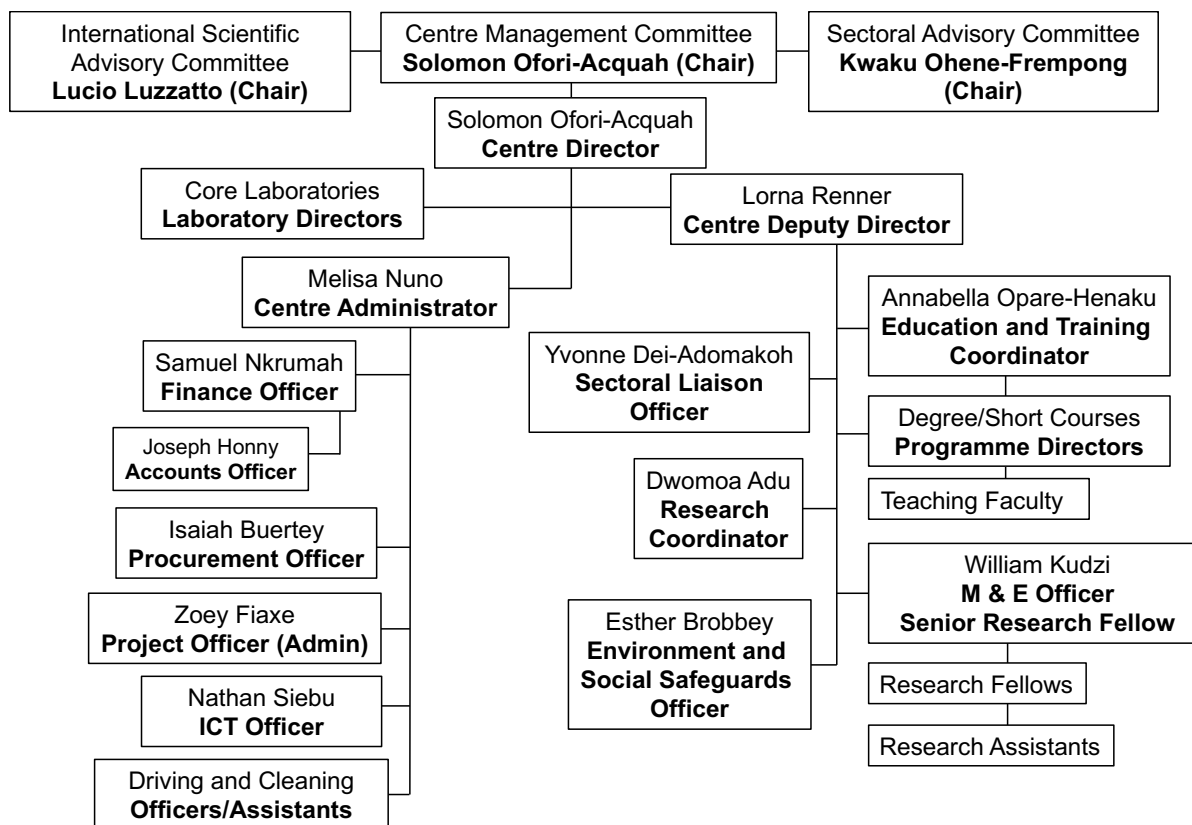 International Scientific
Advisory Committee
Lucio Luzzatto (Chair)
Centre Management Committee
Solomon Ofori-Acquah (Chair)
Sectoral Advisory Committee
Kwaku Ohene-Frempong
(Chair)
Solomon Ofori-Acquah
Centre Director
Core Laboratories
Laboratory Directors
Lorna Renner
Centre Deputy Director
Melisa Nuno
Centre Administrator
Samuel Nkrumah
Finance Officer
Joseph Honny
Accounts Officer
Isaiah Buertey
Procurement Officer
Zoey Fiaxe
Project Officer (Admin)
Nathan Siebu
ICT Officer
Driving and Cleaning
Officers/Assistants
Yvonne Dei-Adomakoh
Sectoral Liaison
Officer
Dwomoa Adu
Research
Coordinator
Esther Brobbey
Environment and
Social Safeguards
Officer
Annabella Opare-Henaku
Education and Training
Coordinator
Degree/Short Courses
Programme Directors
Teaching Faculty
William Kudzi
M & E Officer
Senior Research Fellow
Research Fellows
Research Assistants